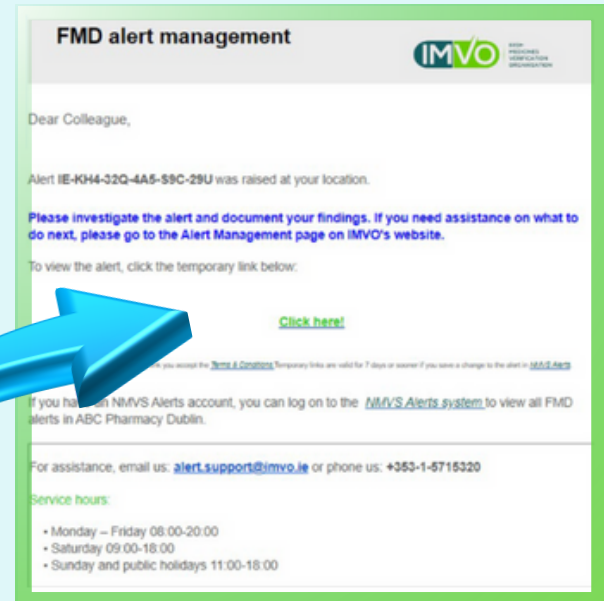 FMD alert management
IMVO
IRISH
MEDICINES
VERIFICATION
ORGANISATION
Dear Colleague,
Alert IE-KH4-32Q-4A5-S9C-29U was raised at your location.
Please investigate the alert and document your findings. If you need assistance on what to
do next, please go to the Alert Management page on IMVO's website.
To view the alert, click the temporary link below:
Click here!
you accept the Terms & Conditions Temporary links are valid for 7 days or sooner if you save a change to the alert in NMVS Alerts
If you have an NMVS Alerts account, you can log on to the NMVS Alerts system to view all FMD
alerts in ABC Pharmacy Dublin.
For assistance, email us: alert.support@imvo.ie or phone us: +353-1-5715320
Service hours:
• Monday – Friday 08:00-20:00
• Saturday 09:00-18:00
• Sunday and public holidays 11:00-18:00